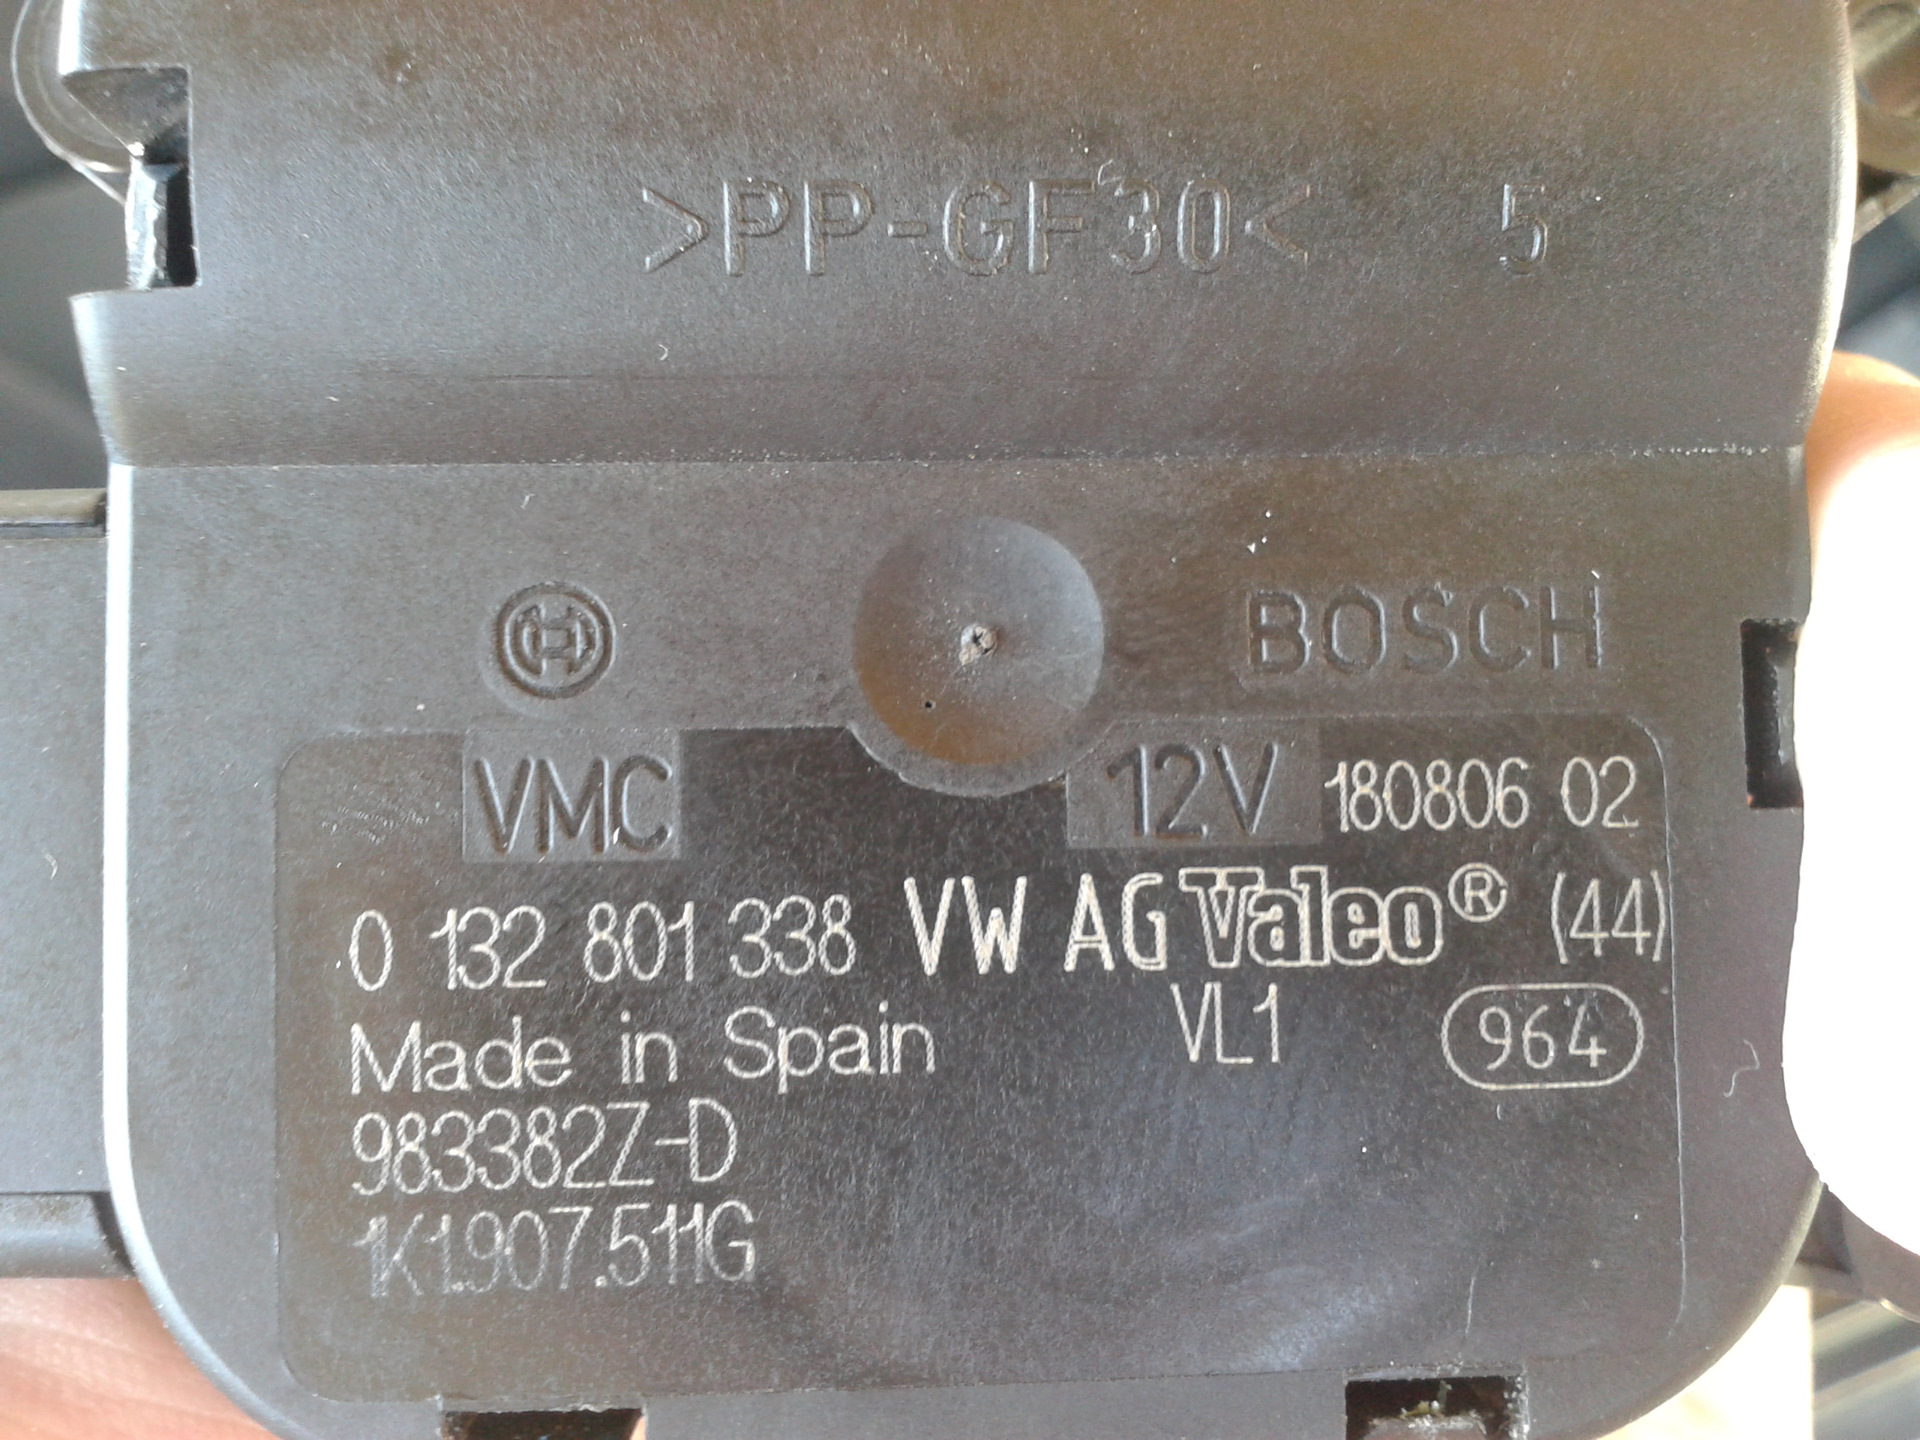 >PP-GF30< 5
BOSCH
VMC 12V 180806 02
0 132 801 338 VW AG Valeo® (44)
Made in Spain VL1 964
983382Z-D
1K1.907.511G